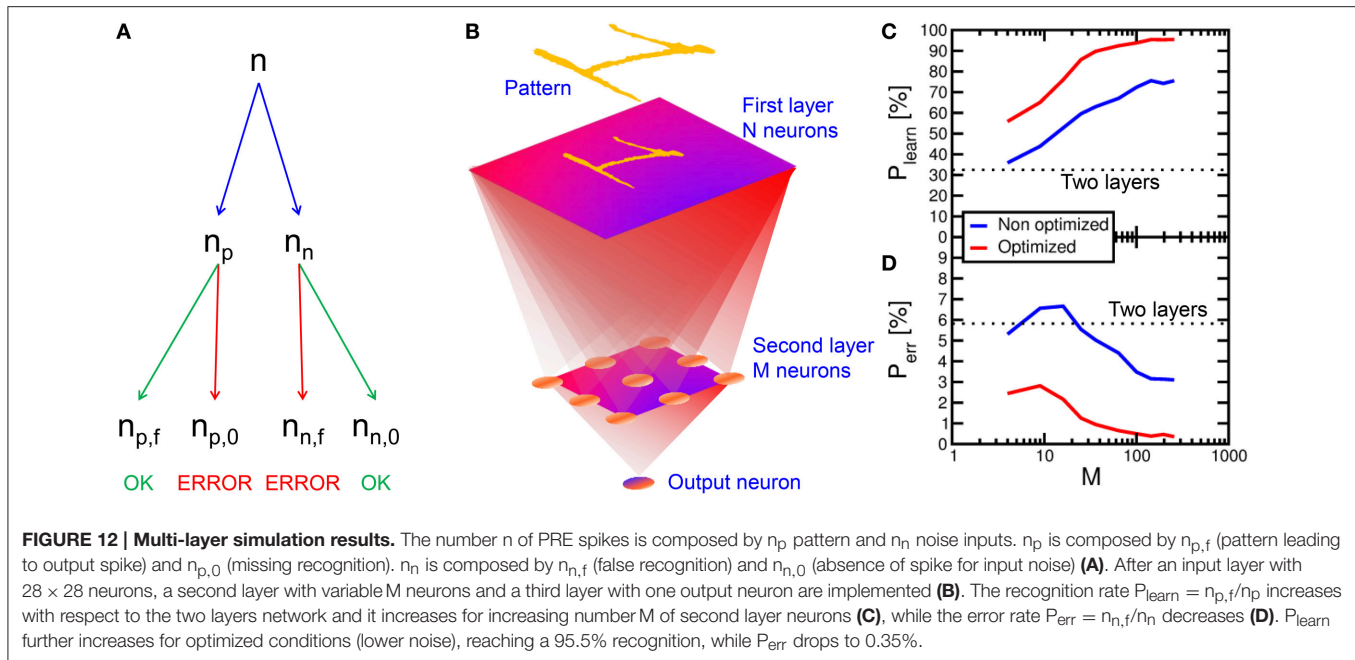 A
n
n_p n_n
n_p,f n_p,0 n_n,f n_n,0
OK ERROR ERROR OK
B
Pattern
First layer
N neurons
Second layer
M neurons
Output neuron
C
P_learn [%]
100
90
80
70
60
50
40
30
20
10
0
Two layers
Non optimized
Optimized
D
P_err [%]
9
8
7
6
5
4
3
2
1
0
Two layers
1 10 100 1000
M
FIGURE 12 | Multi-layer simulation results. The number n of PRE spikes is composed by n_p pattern and n_n noise inputs. n_p is composed by n_p,f (pattern leading
to output spike) and n_p,0 (missing recognition). n_n is composed by n_n,f (false recognition) and n_n,0 (absence of spike for input noise) (A). After an input layer with
28 × 28 neurons, a second layer with variable M neurons and a third layer with one output neuron are implemented (B). The recognition rate P_learn = n_p,f/n_p increases
with respect to the two layers network and it increases for increasing number M of second layer neurons (C), while the error rate P_err = n_n,f/n_n decreases (D). P_learn
further increases for optimized conditions (lower noise), reaching a 95.5% recognition, while P_err drops to 0.35%.